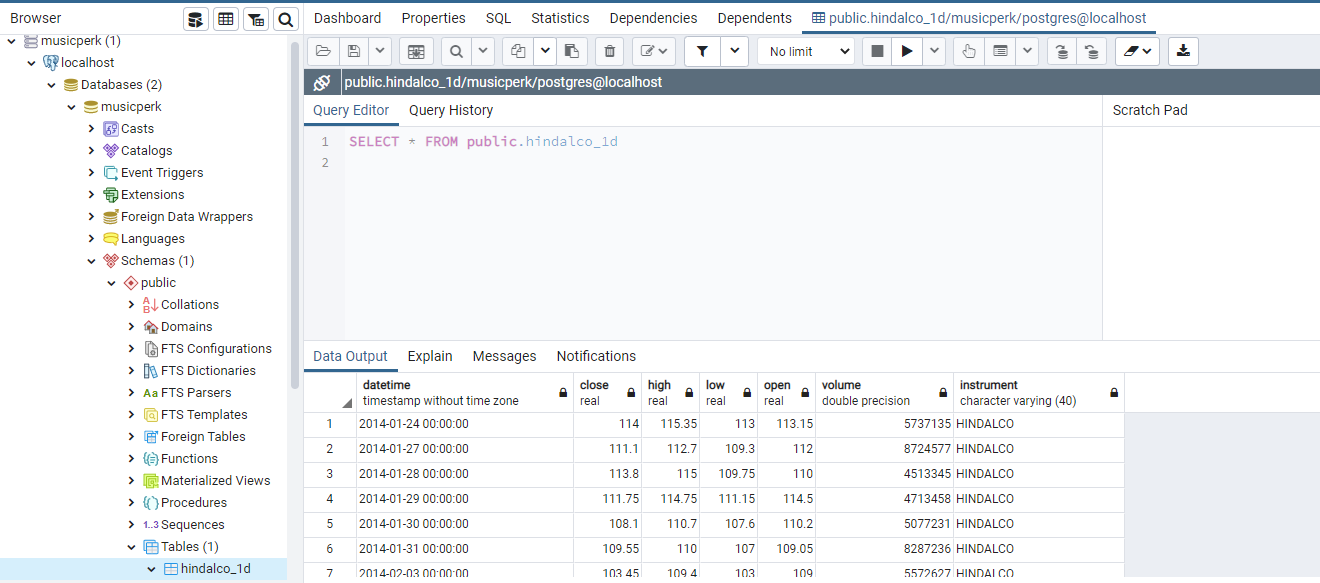 Browser
Dashboard Properties SQL Statistics Dependencies Dependents public.hindalco_1d/musicperk/postgres@localhost
musicperk (1)
localhost
Databases (2)
musicperk
Casts
Catalogs
Event Triggers
Extensions
Foreign Data Wrappers
Languages
Schemas (1)
public
Collations
Domains
FTS Configurations
FTS Dictionaries
Aa FTS Parsers
FTS Templates
Foreign Tables
Functions
Materialized Views
Procedures
1..3 Sequences
Tables (1)
hindalco_1d
No limit
public.hindalco_1d/musicperk/postgres@localhost
Query Editor Query History
Scratch Pad
1 SELECT * FROM public.hindalco_1d
2
Data Output Explain Messages Notifications
datetime close high low open volume instrument
timestamp without time zone real real real real double precision character varying (40)
1 2014-01-24 00:00:00 114 115.35 113 113.15 5737135 HINDALCO
2 2014-01-27 00:00:00 111.1 112.7 109.3 112 8724577 HINDALCO
3 2014-01-28 00:00:00 113.8 115 109.75 110 4513345 HINDALCO
4 2014-01-29 00:00:00 111.75 114.75 111.15 114.5 4713458 HINDALCO
5 2014-01-30 00:00:00 108.1 110.7 107.6 110.2 5077231 HINDALCO
6 2014-01-31 00:00:00 109.55 110 107 109.05 8287236 HINDALCO
7 2014-02-03 00:00:00 103.45 109.4 103 109 5572627 HINDALCO